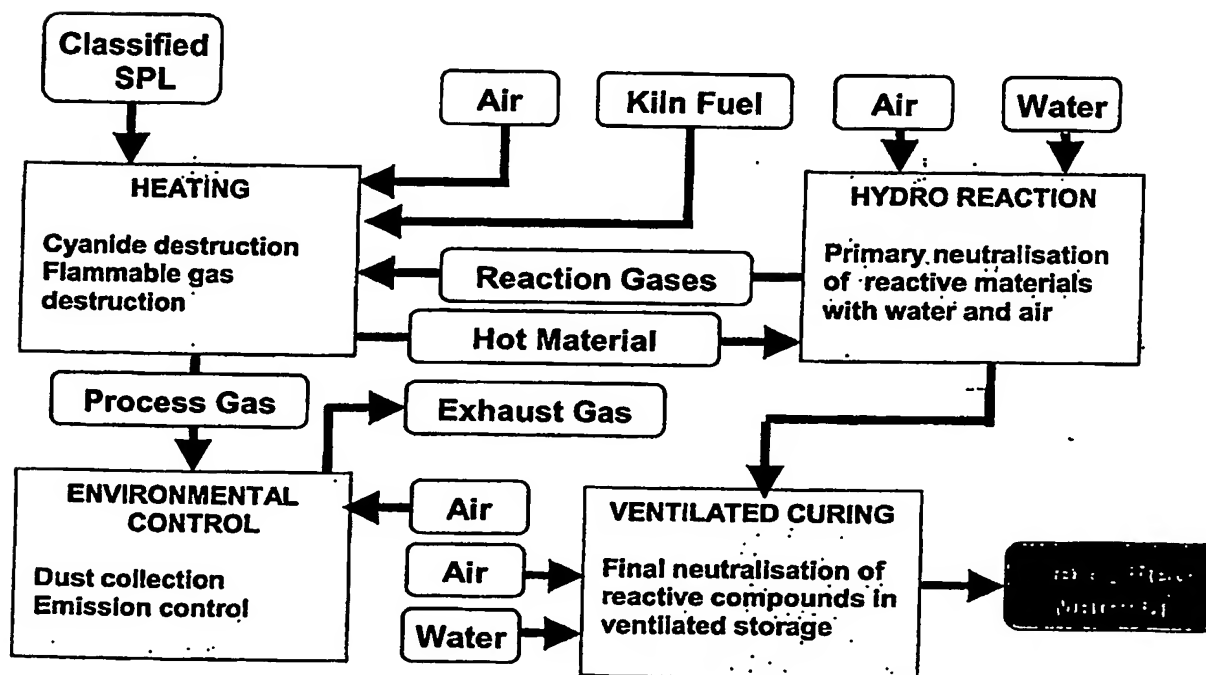 Classified
SPL
Air
Kiln Fuel
Air
Water
HEATING
Cyanide destruction
Flammable gas
destruction
HYDRO REACTION
Primary neutralisation
of reactive materials
with water and air
Reaction Gases
Hot Material
Process Gas
Exhaust Gas
ENVIRONMENTAL
CONTROL
Dust collection
Emission control
Air
Air
Water
VENTILATED CURING
Final neutralisation of
reactive compounds in
ventilated storage